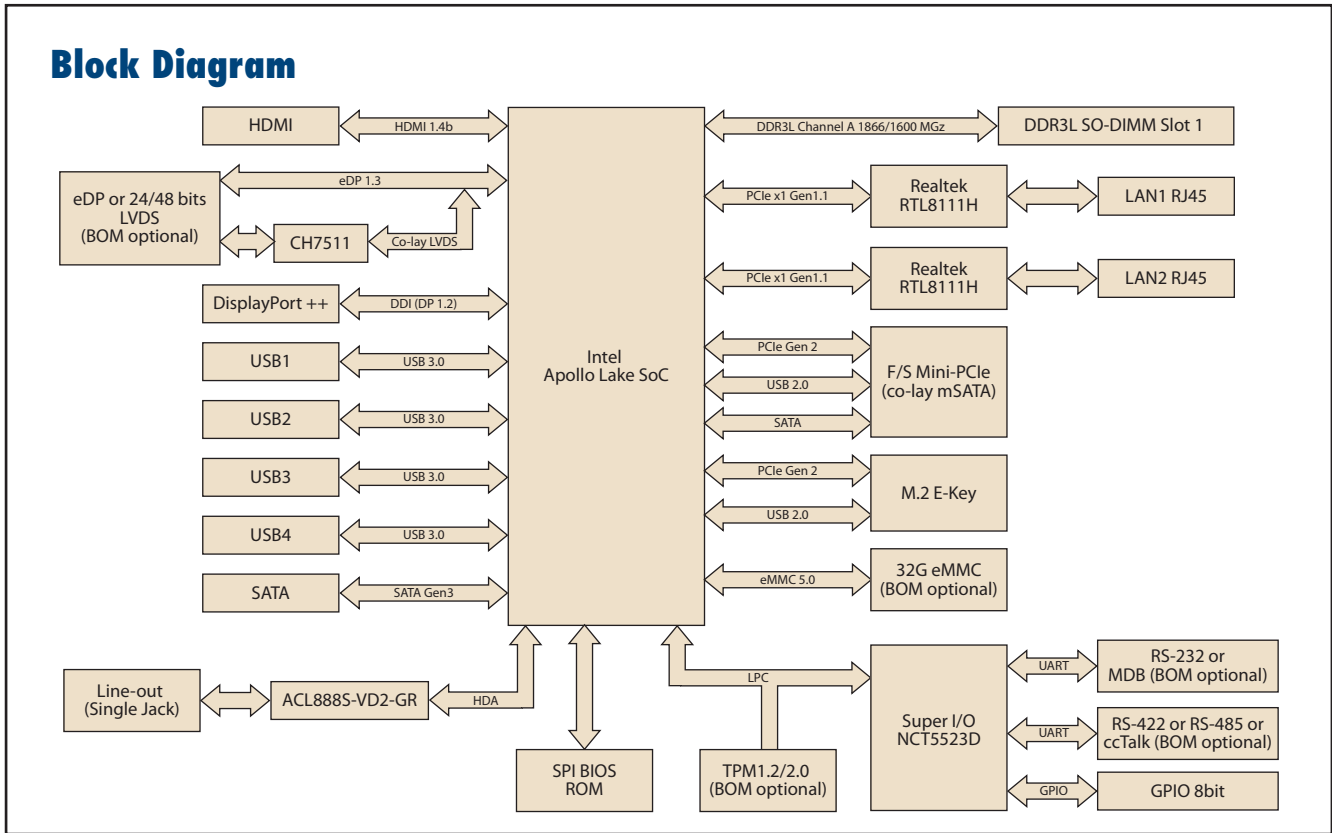 Block Diagram
HDMI
HDMI 1.4b
DDR3L Channel A 1866/1600 MGz
DDR3L SO-DIMM Slot 1
eDP or 24/48 bits
LVDS
(BOM optional)
eDP 1.3
CH7511
Co-lay LVDS
PCIe x1 Gen1.1
Realtek
RTL8111H
LAN1 RJ45
PCIe x1 Gen1.1
Realtek
RTL8111H
LAN2 RJ45
DisplayPort ++
DDI (DP 1.2)
USB1
USB 3.0
USB2
USB 3.0
USB3
USB 3.0
USB4
USB 3.0
SATA
SATA Gen3
Intel
Apollo Lake SoC
PCIe Gen 2
USB 2.0
SATA
F/S Mini-PCIe
(co-lay mSATA)
PCIe Gen 2
USB 2.0
M.2 E-Key
eMMC 5.0
32G eMMC
(BOM optional)
Line-out
(Single Jack)
ACL888S-VD2-GR
HDA
SPI BIOS
ROM
LPC
TPM1.2/2.0
(BOM optional)
Super I/O
NCT5523D
UART
RS-232 or
MDB (BOM optional)
UART
RS-422 or RS-485 or
ccTalk (BOM optional)
GPIO
GPIO 8bit